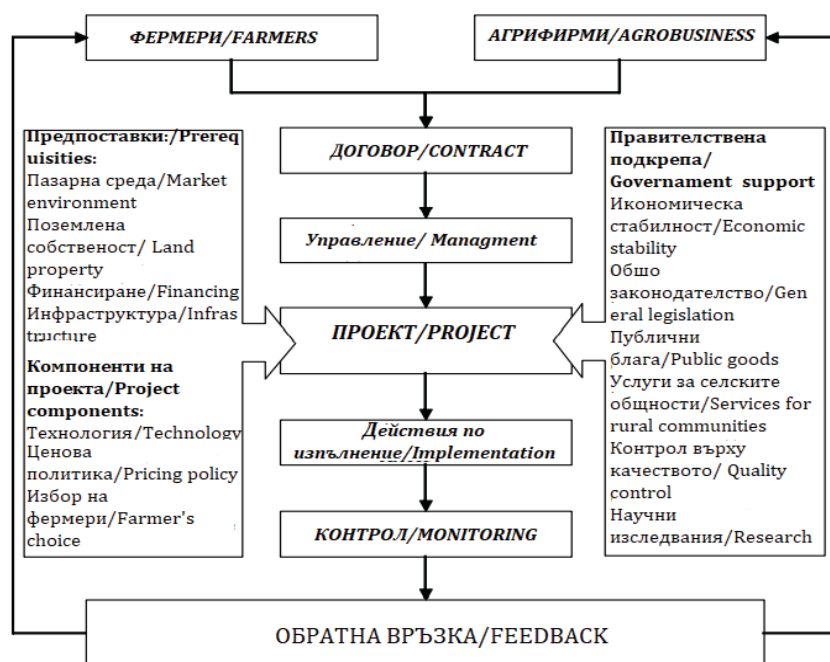 ФЕРМЕРИ/FARMERS
АГРИФИРМИ/AGROBUSINESS
ДОГОВОР/CONTRACT
Управление/ Managment
ПРОЕКТ/PROJECT
Действия по
изпълнение/Implementation
КОНТРОЛ/MONITORING
Предпоставки:/Prereq
uisities:
Пазарна среда/Market
environment
Поземлена
собственост/ Land
property
Финансиране/Financing
Инфраструктура/Infras
tructure
Компоненти на
проекта/Project
components:
Технология/Technology
Ценова
политика/Pricing policy
Избор на
фермери/Farmer's
choice
Правителствена
подкрепа/
Governament support
Икономическа
стабилност/Economic
stability
Обшо
законодателство/Gen
eral legislation
Публични
блага/Public goods
Услуги за селските
общности/Services for
rural communities
Контрол върху
качеството/ Quality
control
Научни
изследвания/Research
ОБРАТНА ВРЪЗКА/FEEDBACK